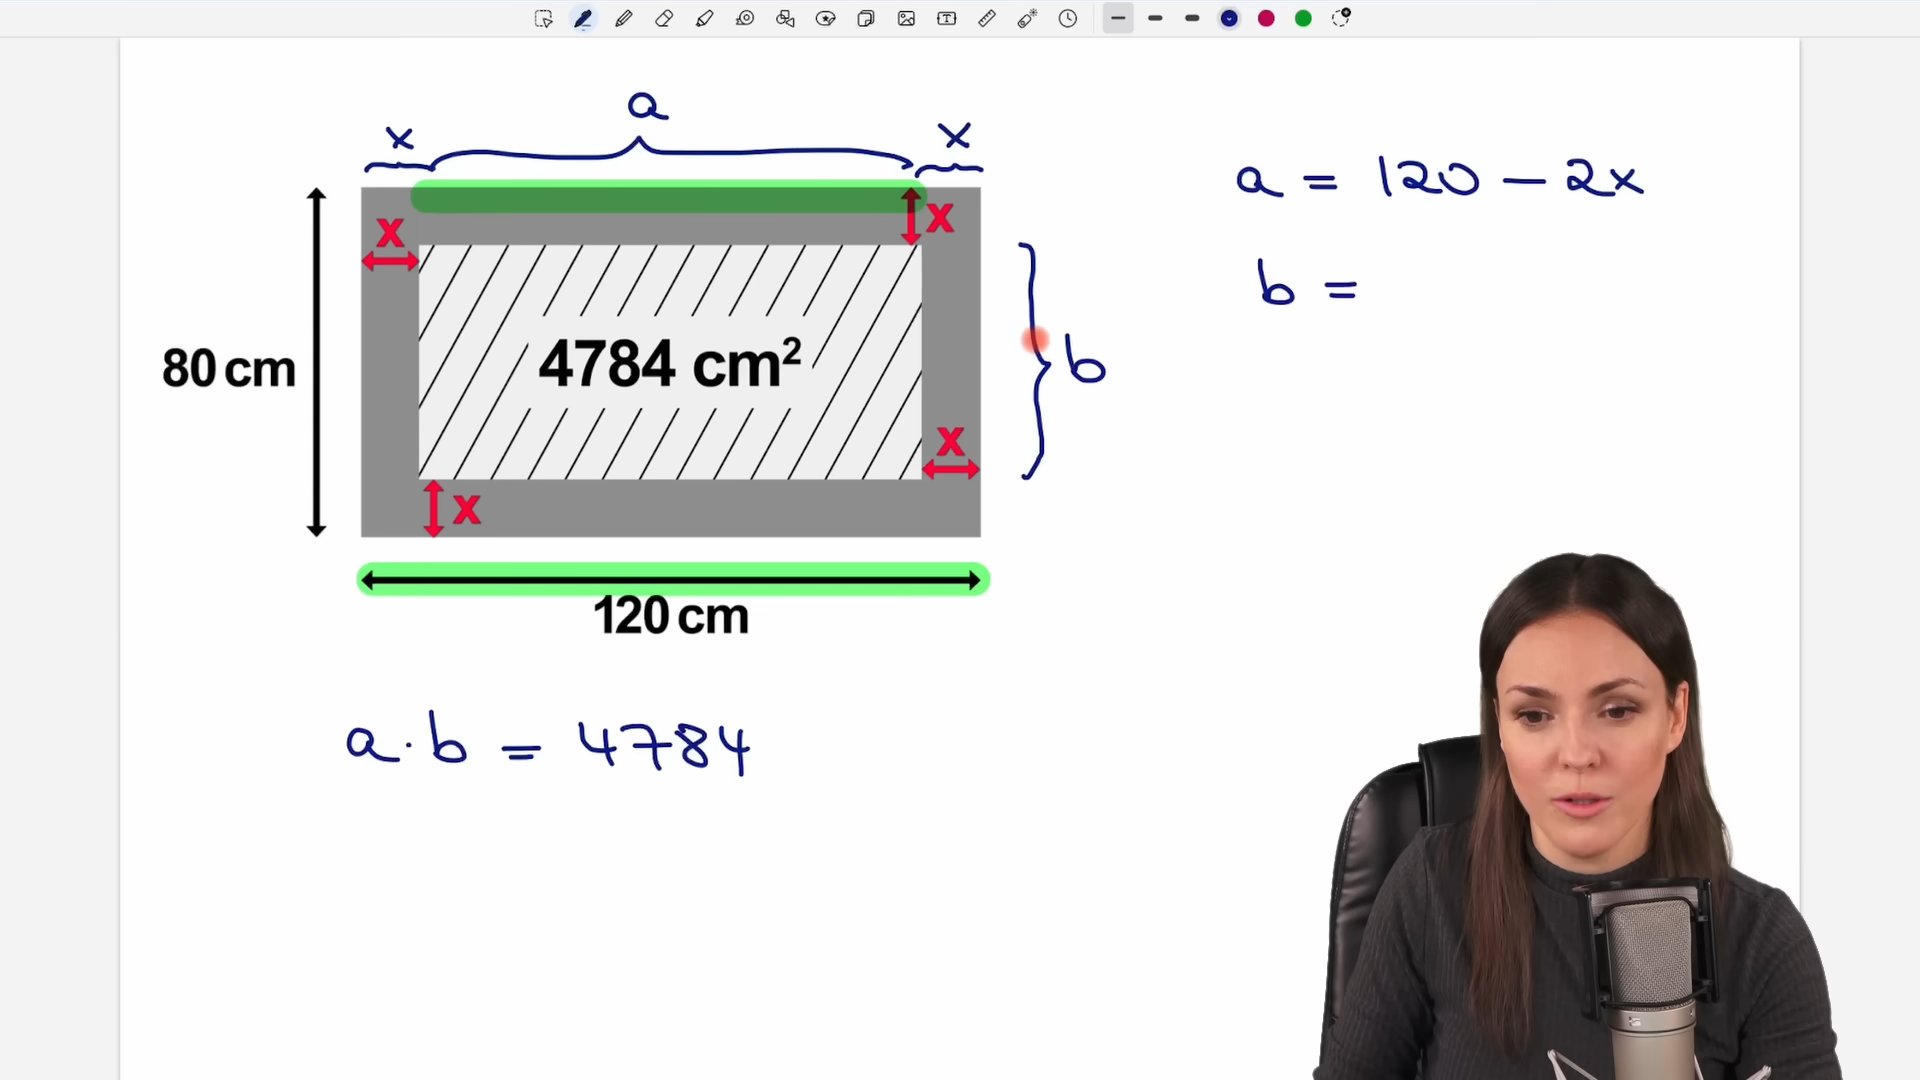 a
x
x
a = 120 - 2x
x
x
b =
80 cm
4784 cm²
b
x
x
120 cm
a · b = 4784